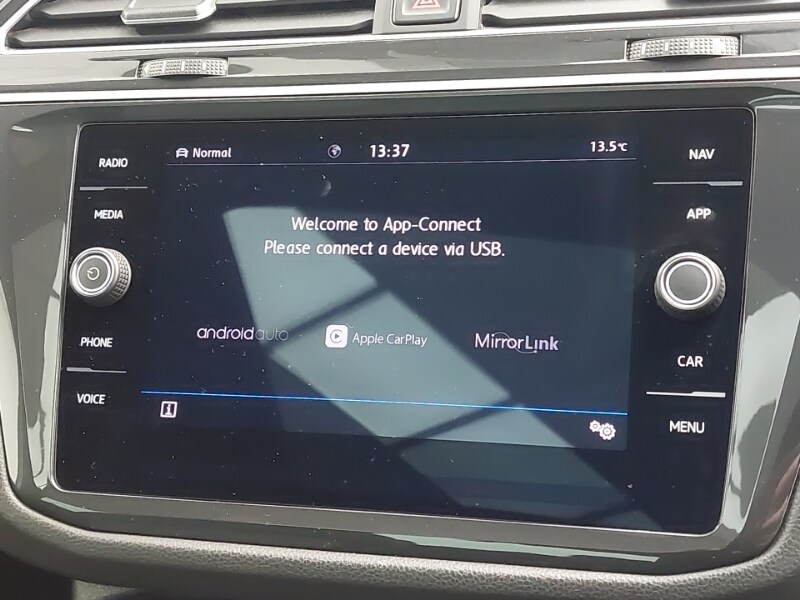 Normal 13:37 13.5°C
RADIO
MEDIA
PHONE
VOICE
Welcome to App-Connect
Please connect a device via USB.
androidauto Apple CarPlay MirrorLink
i
NAV
APP
CAR
MENU